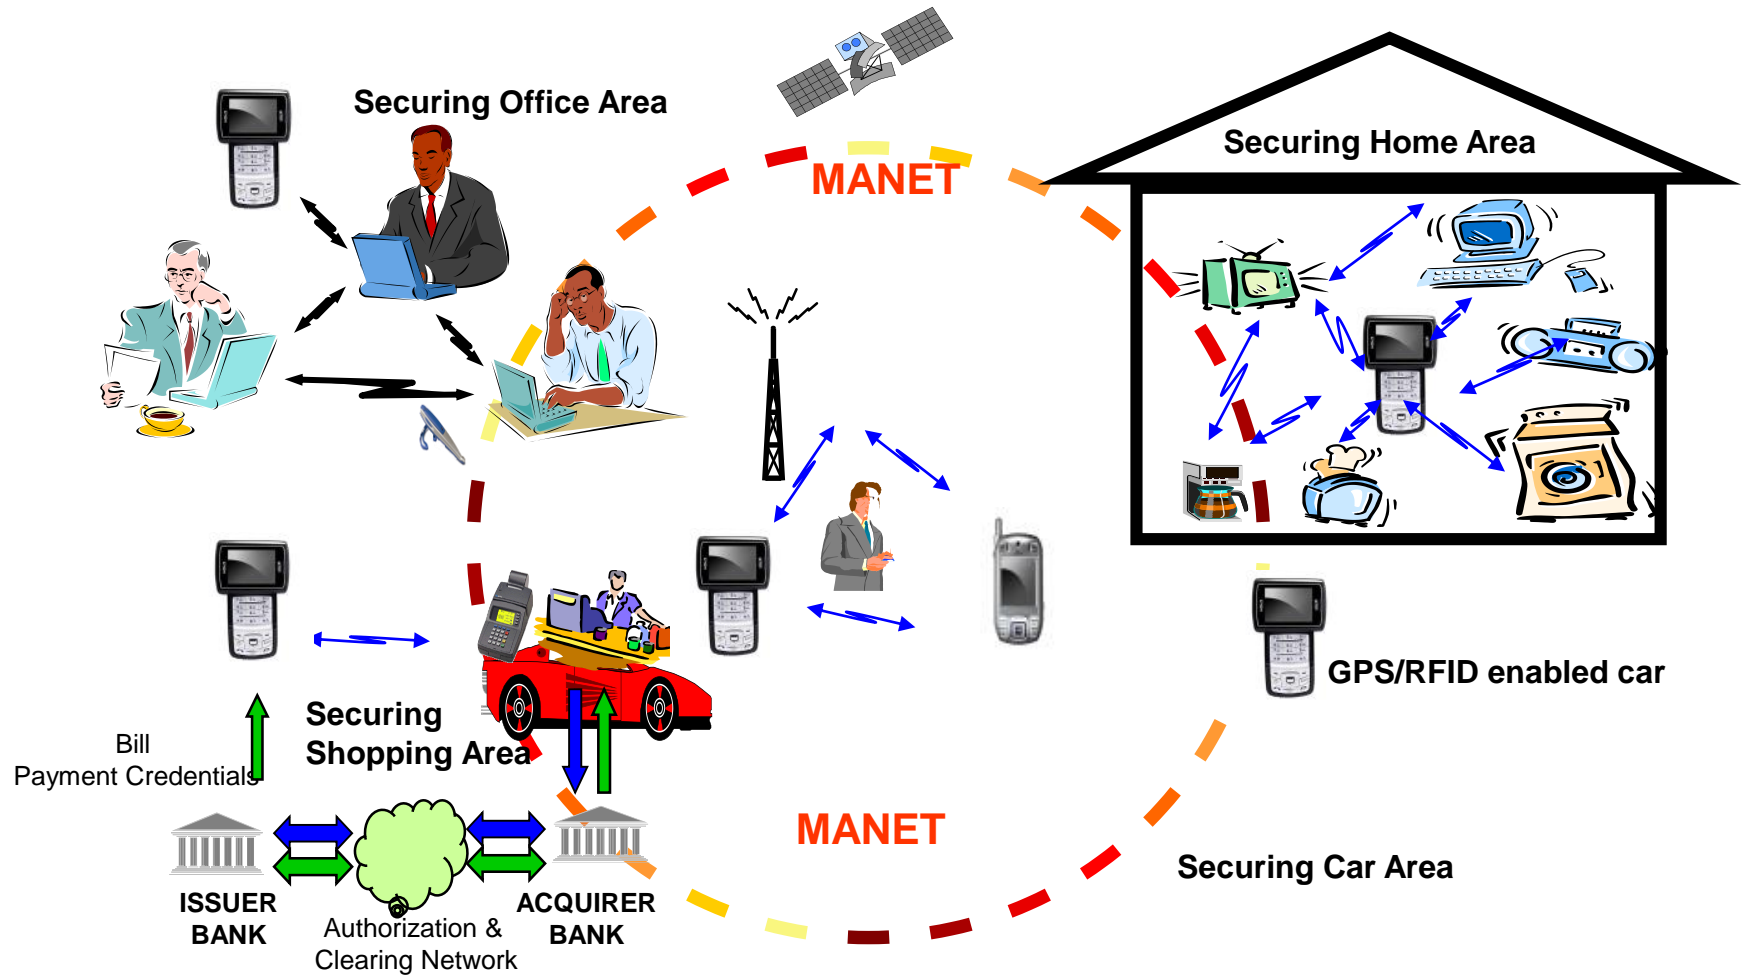 Securing Office Area
MANET
Securing Home Area
GPS/RFID enabled car
Securing
Shopping Area
Bill
Payment Credentials
MANET
Securing Car Area
ISSUER
BANK
Authorization &
Clearing Network
ACQUIRER
BANK